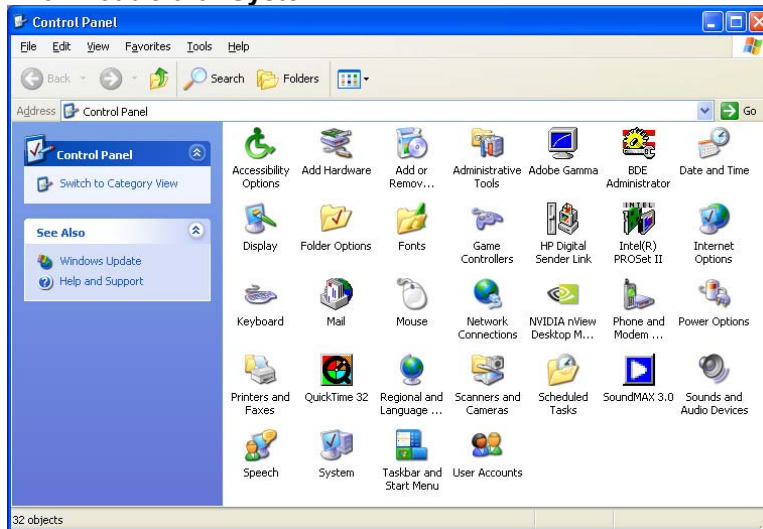 Control Panel
File Edit View Favorites Tools Help
Back Search Folders
Address Control Panel Go
Control Panel
Switch to Category View
See Also
Windows Update
Help and Support
Accessibility Options
Add Hardware
Add or Remov...
Administrative Tools
Adobe Gamma
BDE Administrator
Date and Time
Display
Folder Options
Fonts
Game Controllers
HP Digital Sender Link
Intel(R) PROSet II
Internet Options
Keyboard
Mail
Mouse
Network Connections
NVIDIA nView Desktop M...
Phone and Modem ...
Power Options
Printers and Faxes
QuickTime 32
Regional and Language ...
Scanners and Cameras
Scheduled Tasks
SoundMAX 3.0
Sounds and Audio Devices
Speech
System
Taskbar and Start Menu
User Accounts
32 objects